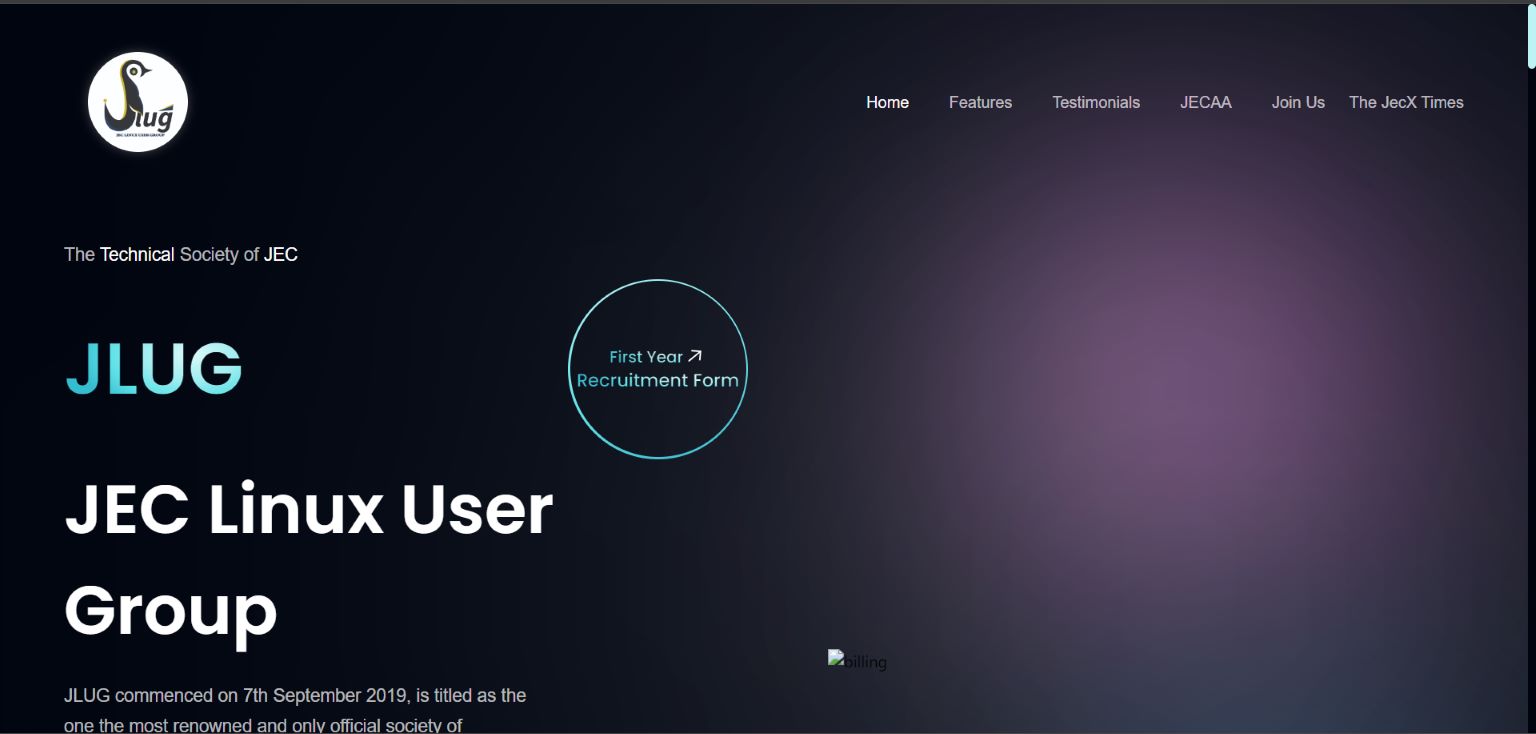 Jlug
JEC LINUX USERS GROUP
Home Features Testimonials JECAA Join Us The JecX Times
The Technical Society of JEC
First Year
Recruitment Form
JLUG
JEC Linux User
Group
billing
JLUG commenced on 7th September 2019, is titled as the
one the most renowned and only official society of